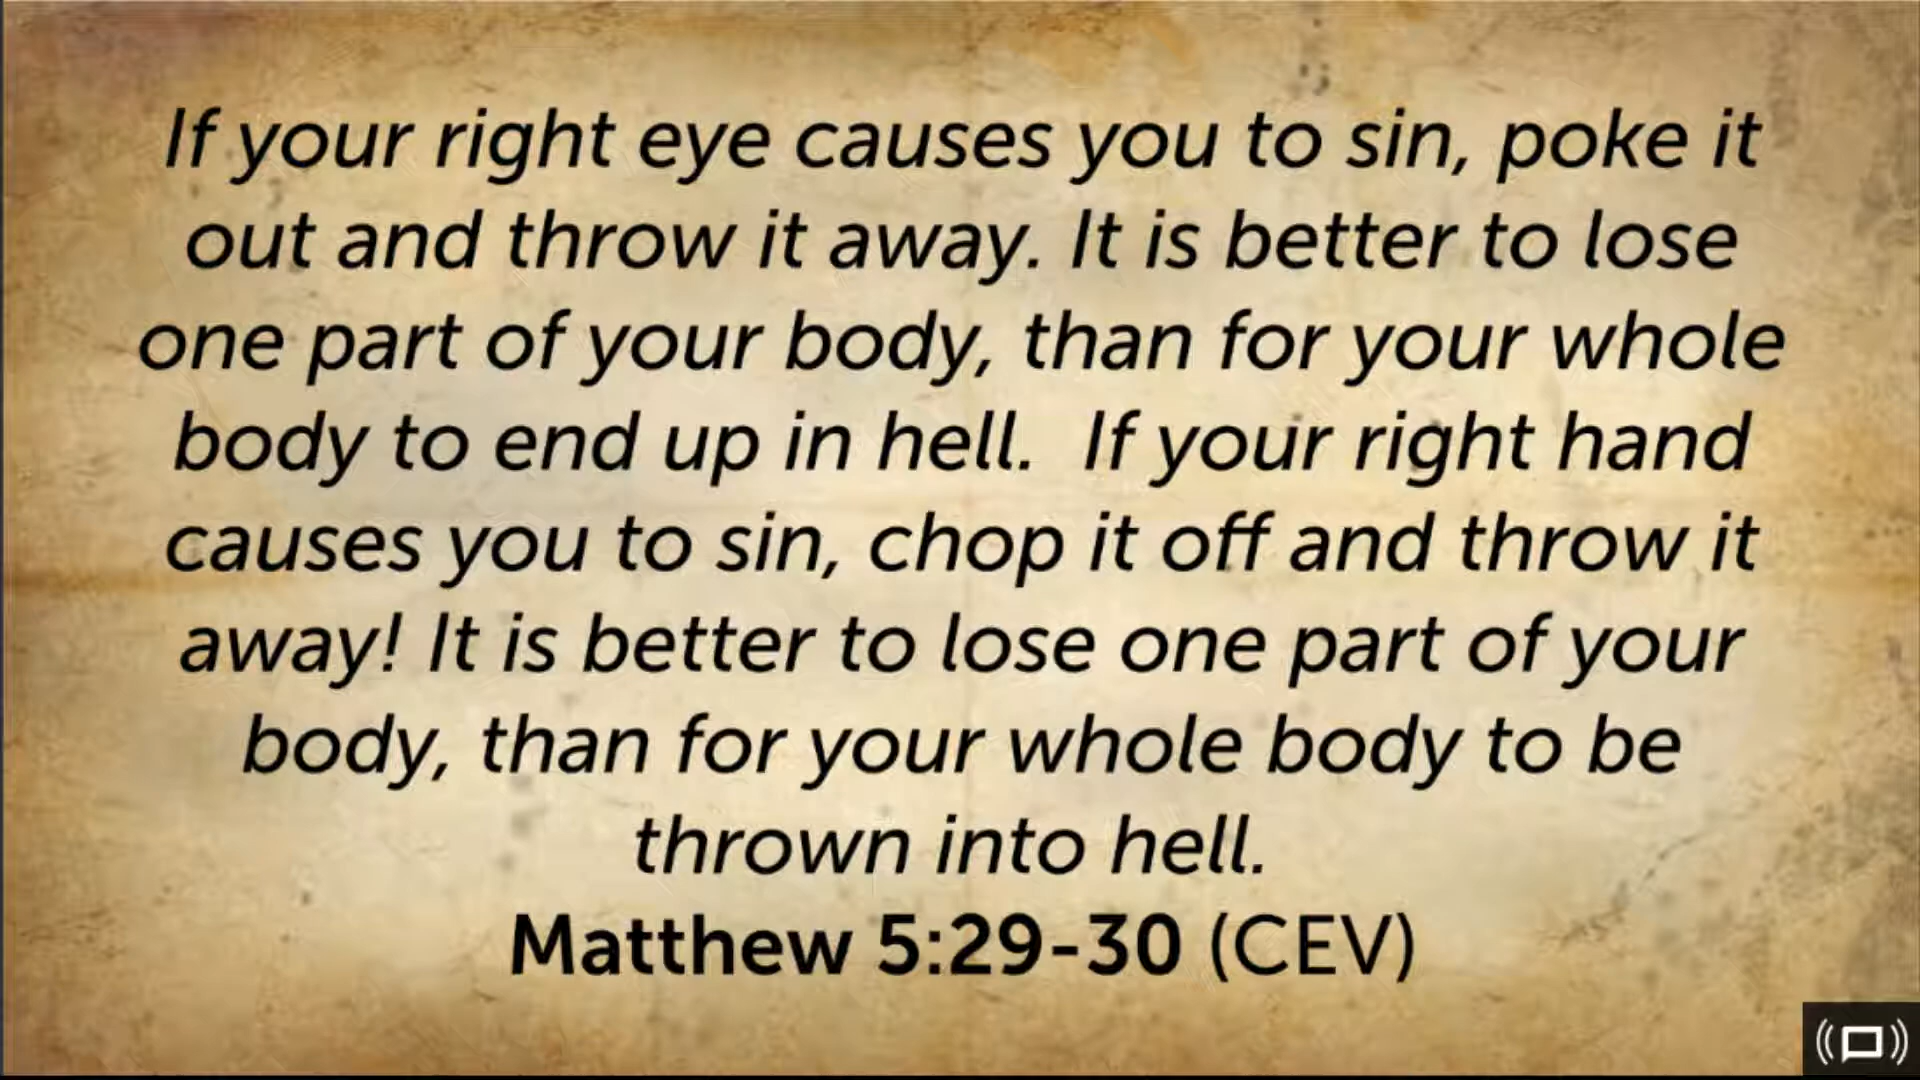 If your right eye causes you to sin, poke it
out and throw it away. It is better to lose
one part of your body, than for your whole
body to end up in hell.  If your right hand
causes you to sin, chop it off and throw it
away! It is better to lose one part of your
body, than for your whole body to be
thrown into hell.
Matthew 5:29-30 (CEV)